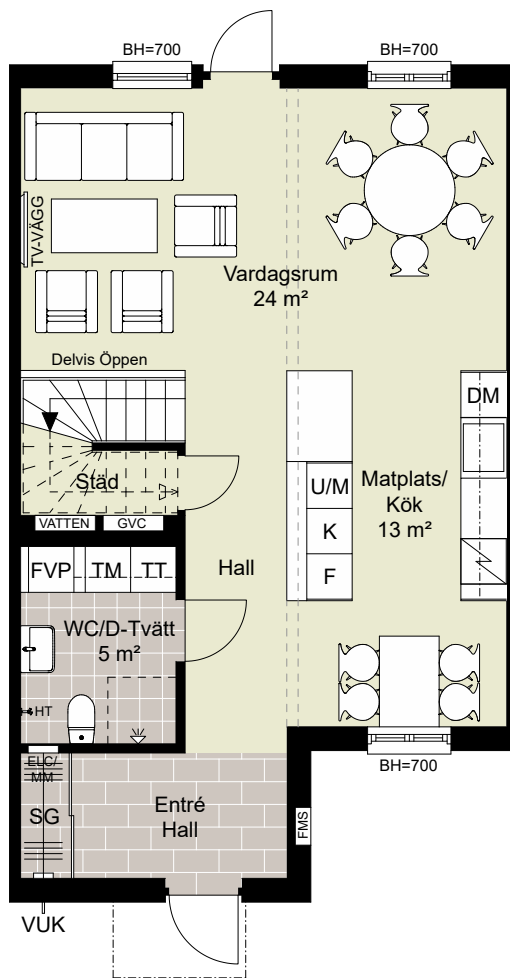 BH=700
BH=700
TV-VÄGG
Vardagsrum
24 m²
Delvis Öppen
DM
Städ
U/M
Matplats/
Kök
13 m²
K
F
VATTEN
GVC
FVP
TM
TT
Hall
WC/D-Tvätt
5 m²
HT
BH=700
ELC/
MM
SG
Entré
Hall
FMS
VUK